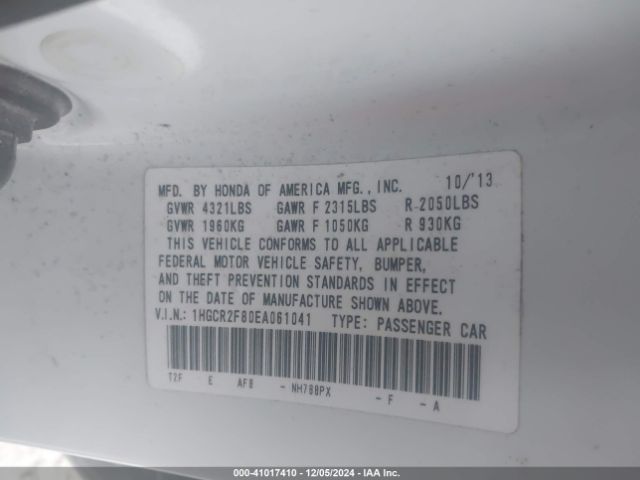 MFD. BY HONDA OF AMERICA MFG., INC. 10/'13
GVWR 4321LBS GAWR F 2315LBS R 2050LBS
GVWR 1960KG GAWR F 1050KG R 930KG
THIS VEHICLE CONFORMS TO ALL APPLICABLE
FEDERAL MOTOR VEHICLE SAFETY, BUMPER,
AND THEFT PREVENTION STANDARDS IN EFFECT
ON THE DATE OF MANUFACTURE SHOWN ABOVE.
V.I.N.: 1HGCR2F80EA061041 TYPE: PASSENGER CAR
T2F E AF8 - NH788PX - F - A
000-41017410 - 12/05/2024 - IAA Inc.